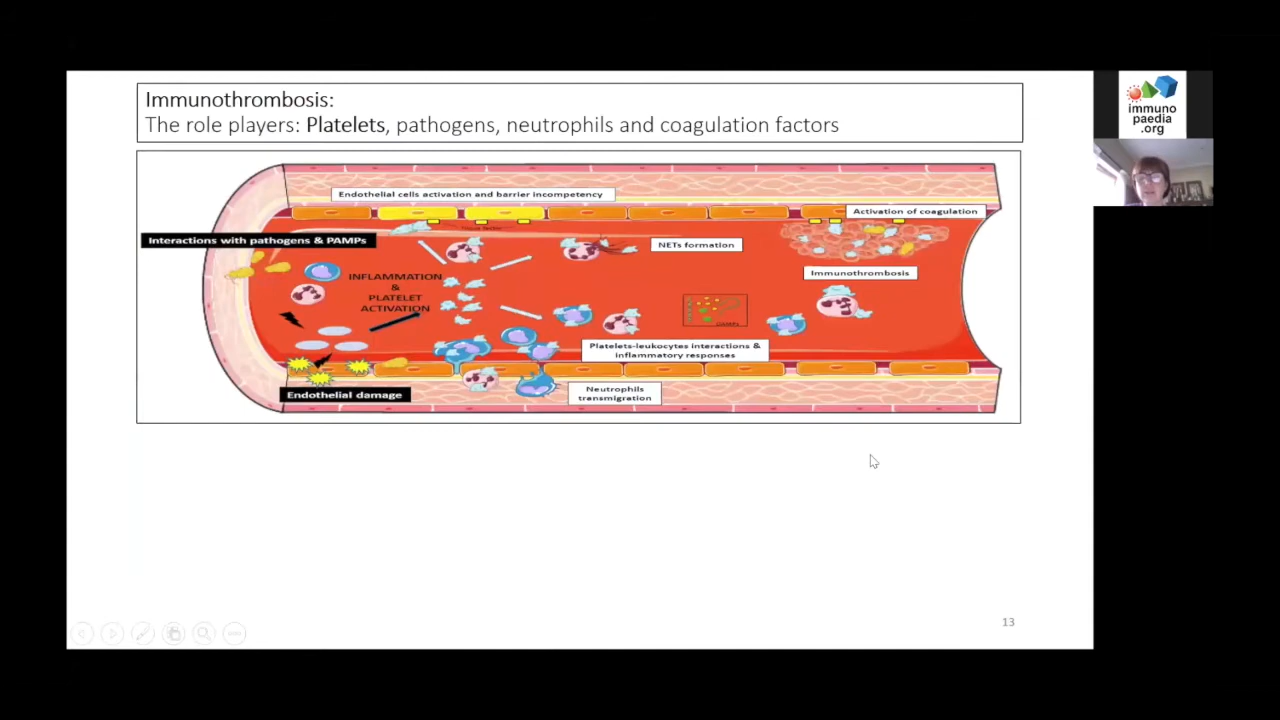 Immunothrombosis:
The role players: Platelets, pathogens, neutrophils and coagulation factors
immuno
paedia
.org
Endothelial cells activation and barrier incompetency
Activation of coagulation
Interactions with pathogens & PAMPs
NETs formation
INFLAMMATION
&
PLATELET
ACTIVATION
Immunothrombosis
Platelets-leukocytes interactions &
inflammatory responses
Endothelial damage
Neutrophils
transmigration
13